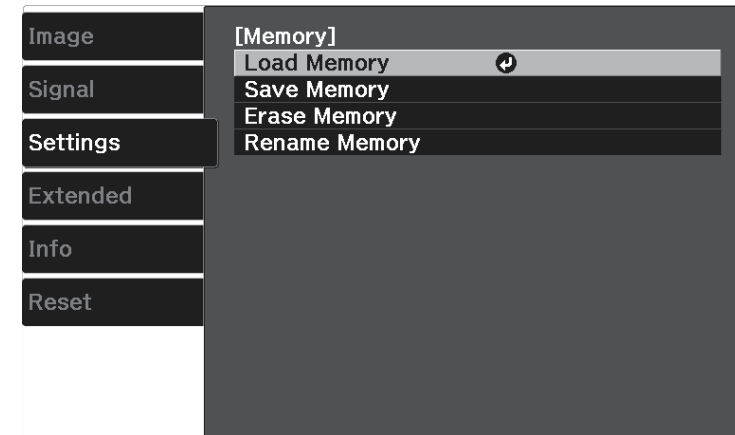 Image
Signal
Settings
Extended
Info
Reset
[Memory]
Load Memory
Save Memory
Erase Memory
Rename Memory